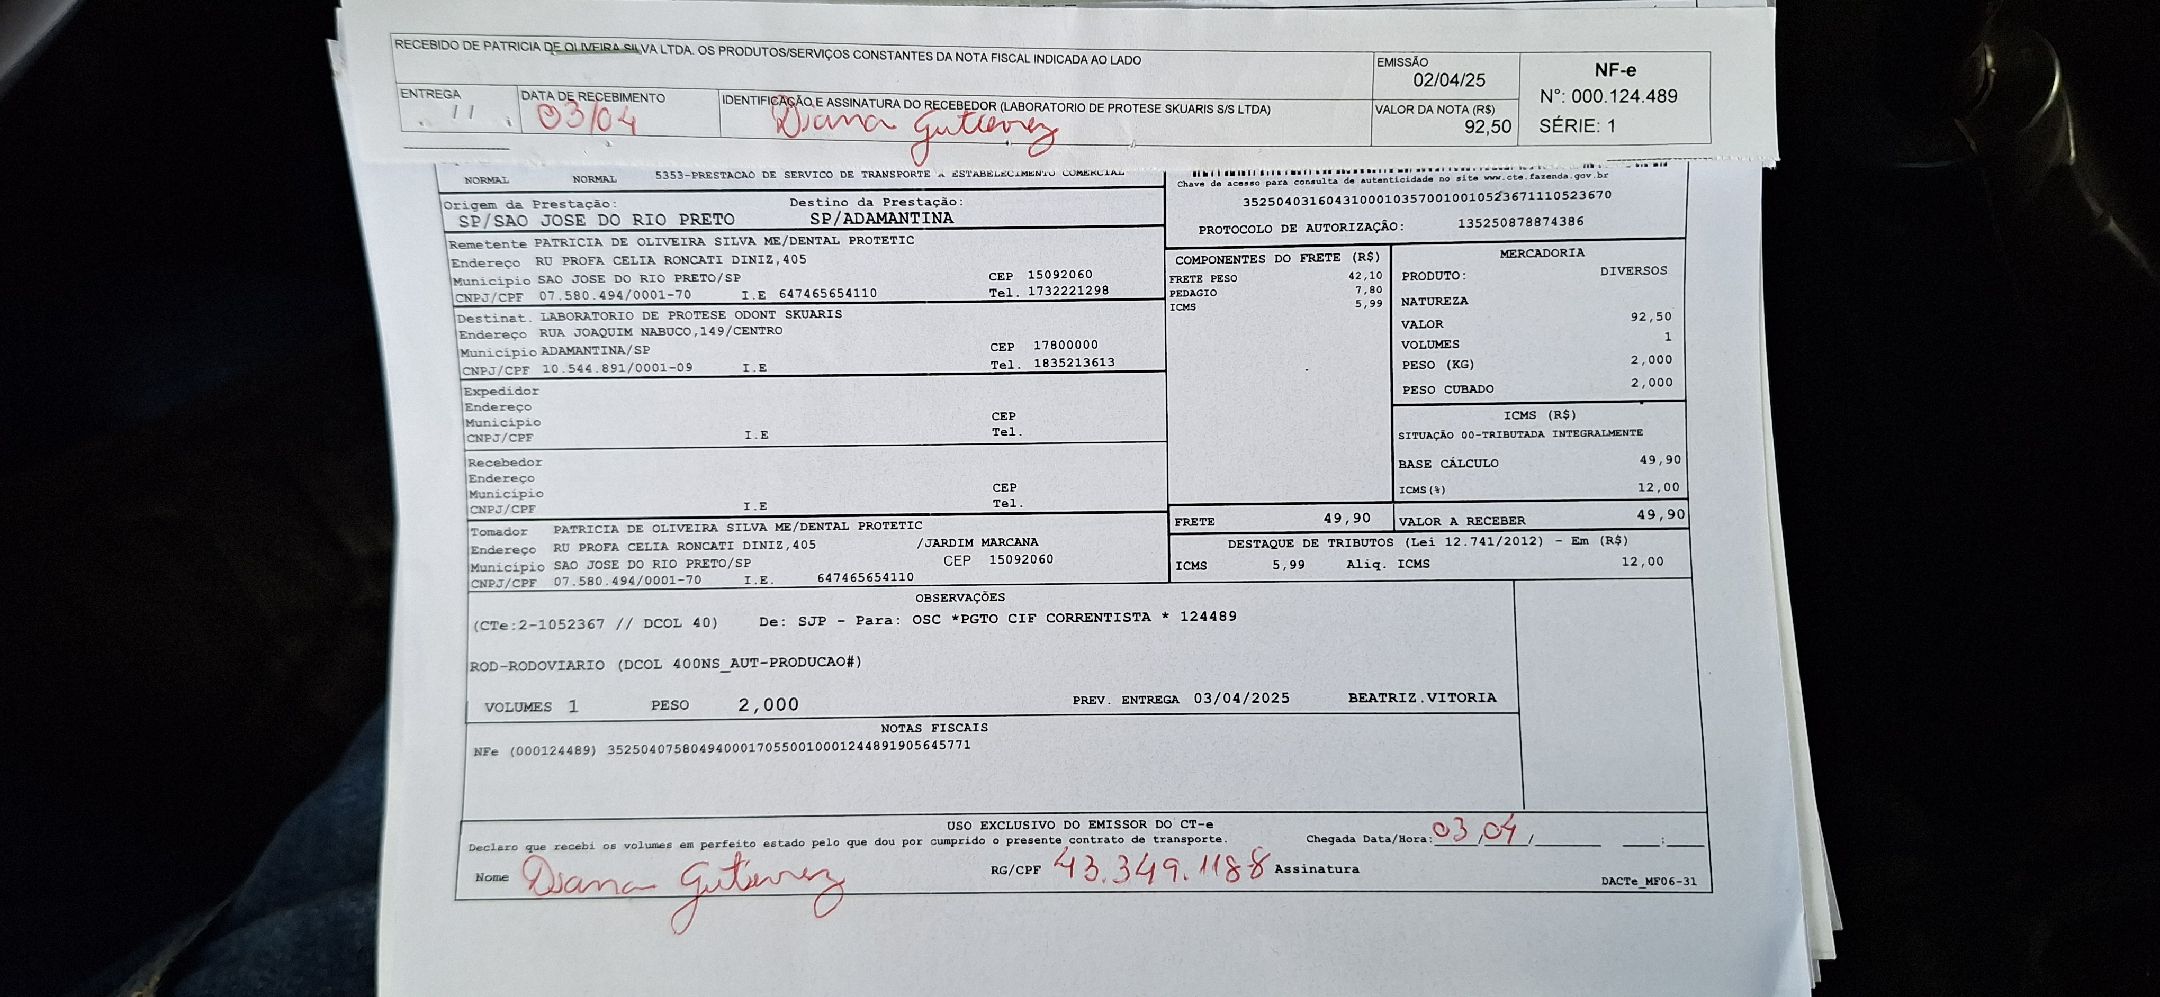 RECEBIDO DE PATRICIA DE OLIVEIRA SILVA LTDA. OS PRODUTOS/SERVIÇOS CONSTANTES DA NOTA FISCAL INDICADA AO LADO
EMISSÃO
02/04/25
NF-e
Nº: 000.124.489
SÉRIE: 1
ENTREGA
11
DATA DE RECEBIMENTO
03/04
IDENTIFICAÇÃO E ASSINATURA DO RECEBEDOR (LABORATORIO DE PROTESE SKUARIS S/S LTDA)
Diana Gutierrez
VALOR DA NOTA (R$)
92,50
NORMAL NORMAL 5353-PRESTACAO DE SERVICO DE TRANSPORTE A ESTABELECIMENTO COMERCIAL
Chave de acesso para consulta de autenticidade no site www.cte.fazenda.gov.br
35250403160431000103570010010523671110523670
PROTOCOLO DE AUTORIZAÇÃO: 135250878874386
Origem da Prestação: Destino da Prestação:
SP/SAO JOSE DO RIO PRETO SP/ADAMANTINA
Remetente PATRICIA DE OLIVEIRA SILVA ME/DENTAL PROTETIC
Endereço RU PROFA CELIA RONCATI DINIZ,405
Município SAO JOSE DO RIO PRETO/SP CEP 15092060
CNPJ/CPF 07.580.494/0001-70 I.E 647465654110 Tel. 1732221298
Destinat. LABORATORIO DE PROTESE ODONT SKUARIS
Endereço RUA JOAQUIM NABUCO,149/CENTRO
Município ADAMANTINA/SP CEP 17800000
CNPJ/CPF 10.544.891/0001-09 I.E Tel. 1835213613
Expedidor
Endereço
Município CEP
CNPJ/CPF I.E Tel.
Recebedor
Endereço
Município CEP
CNPJ/CPF I.E Tel.
Tomador PATRICIA DE OLIVEIRA SILVA ME/DENTAL PROTETIC
Endereço RU PROFA CELIA RONCATI DINIZ,405 /JARDIM MARCANA
Município SAO JOSE DO RIO PRETO/SP CEP 15092060
CNPJ/CPF 07.580.494/0001-70 I.E. 647465654110
COMPONENTES DO FRETE (R$)
FRETE PESO 42,10
PEDAGIO 7,80
ICMS 5,99
FRETE 49,90
MERCADORIA
PRODUTO: DIVERSOS
NATUREZA
VALOR 92,50
VOLUMES 1
PESO (KG) 2,000
PESO CUBADO 2,000
ICMS (R$)
SITUAÇÃO 00-TRIBUTADA INTEGRALMENTE
BASE CÁLCULO 49,90
ICMS(%) 12,00
VALOR A RECEBER 49,90
DESTAQUE DE TRIBUTOS (Lei 12.741/2012) - Em (R$)
ICMS 5,99 Aliq. ICMS 12,00
OBSERVAÇÕES
(CTe:2-1052367 // DCOL 40) De: SJP - Para: OSC *PGTO CIF CORRENTISTA * 124489
ROD-RODOVIARIO (DCOL 400NS_AUT-PRODUCAO#)
VOLUMES 1 PESO 2,000 PREV. ENTREGA 03/04/2025 BEATRIZ.VITORIA
NOTAS FISCAIS
NFe (000124489) 35250407580494000170550010001244891905645771
USO EXCLUSIVO DO EMISSOR DO CT-e
Declaro que recebi os volumes em perfeito estado pelo que dou por cumprido o presente contrato de transporte. Chegada Data/Hora: 03/04/ :
Nome Diana Gutierrez RG/CPF 43.349.1188 Assinatura
DACTe_MF06-31